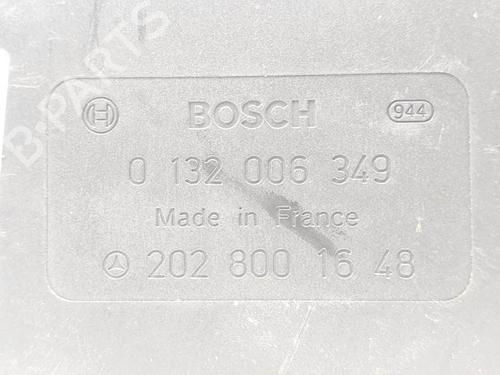 B-PARTS
BOSCH 944
0 132 006 349
Made in France
202 800 16 48